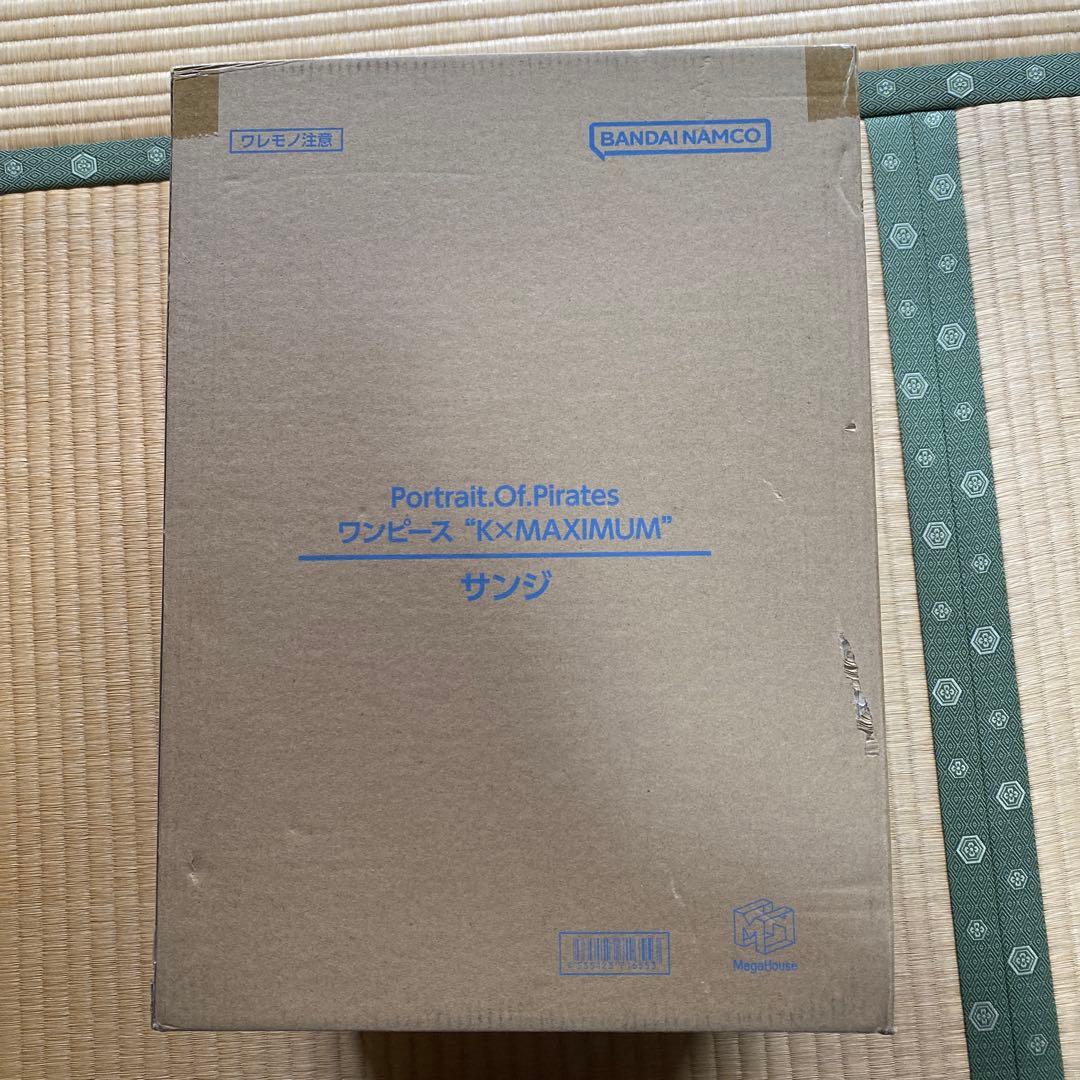 ワレモノ注意
BANDAI NAMCO
Portrait.Of.Pirates
ワンピース “K×MAXIMUM”
サンジ
MegaHouse